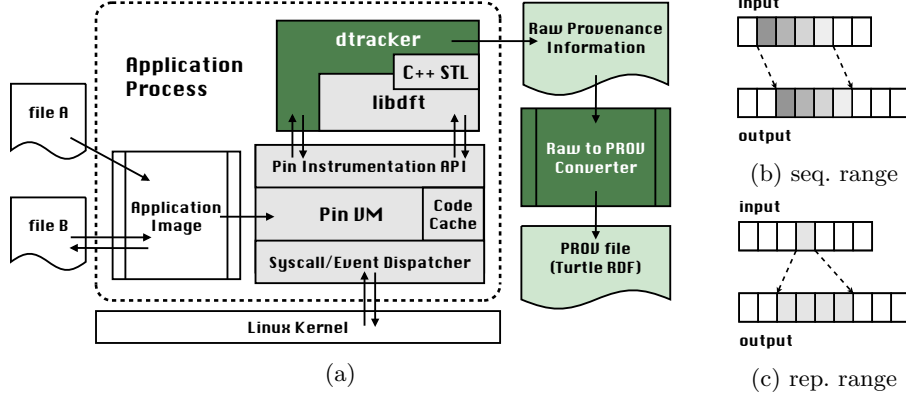 dtracker
C++ STL
libdft
Application
Process
Raw Provenance
Information
file A
file B
Application
Image
Pin Instrumentation API
Pin VM
Code
Cache
Syscall/Event Dispatcher
Linux Kernel
Raw to PROV
Converter
PROV file
(Turtle RDF)
(a)
input
output
(b) seq. range
input
output
(c) rep. range